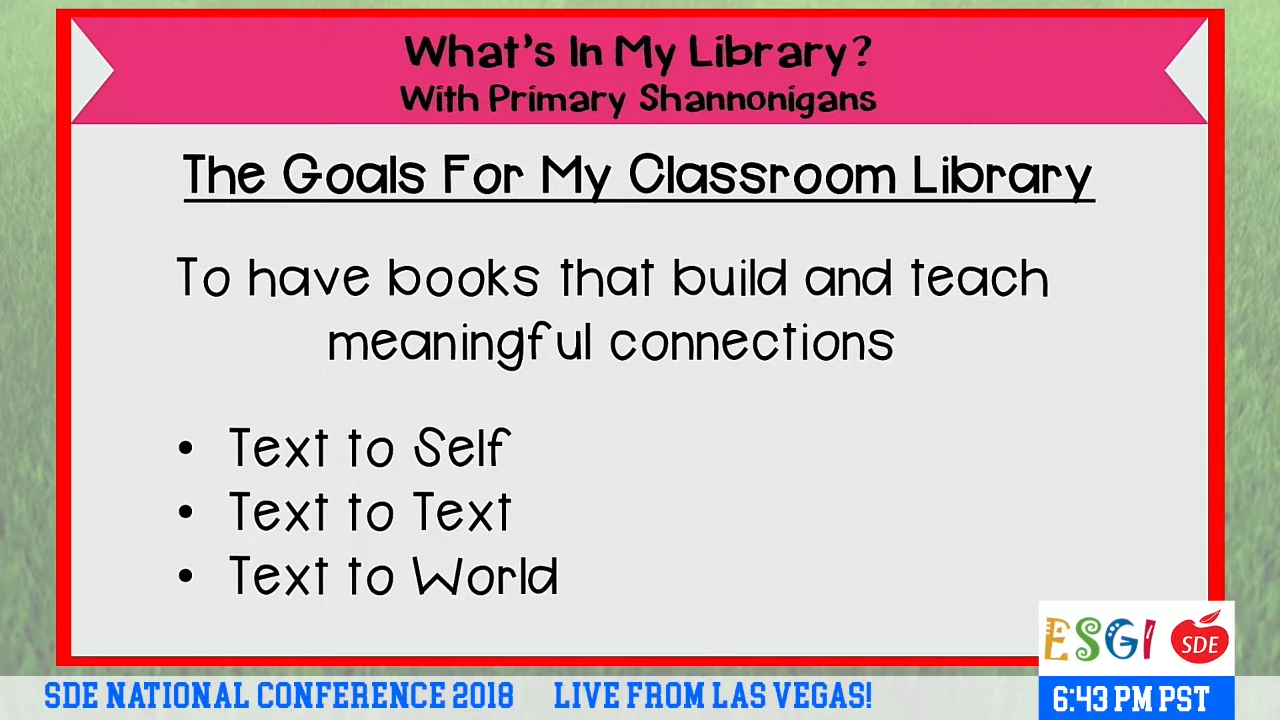 What's In My Library?
With Primary Shannonigans
The Goals For My Classroom Library
To have books that build and teach
meaningful connections
• Text to Self
• Text to Text
• Text to World
ESGI SDE
SDE NATIONAL CONFERENCE 2018 LIVE FROM LAS VEGAS! 6:43 PM PST